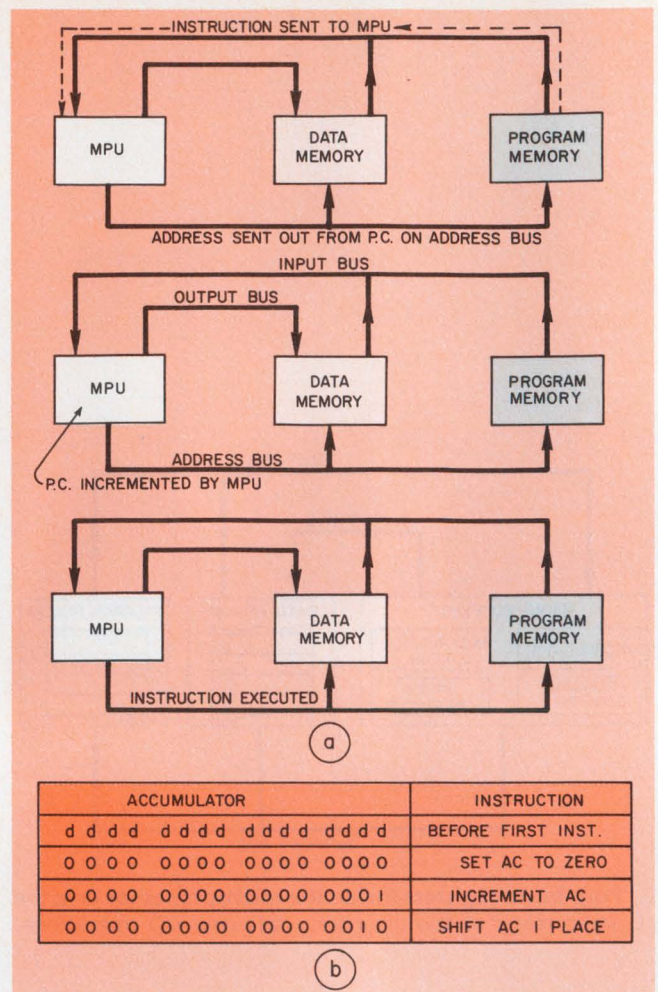 INSTRUCTION SENT TO MPU
MPU
DATA MEMORY
PROGRAM MEMORY
ADDRESS SENT OUT FROM P.C. ON ADDRESS BUS
INPUT BUS
OUTPUT BUS
MPU
DATA MEMORY
PROGRAM MEMORY
ADDRESS BUS
P.C. INCREMENTED BY MPU
MPU
DATA MEMORY
PROGRAM MEMORY
INSTRUCTION EXECUTED
a
ACCUMULATOR INSTRUCTION
d d d d d d d d d d d d d d d d BEFORE FIRST INST.
0 0 0 0 0 0 0 0 0 0 0 0 0 0 0 0 SET AC TO ZERO
0 0 0 0 0 0 0 0 0 0 0 0 0 0 0 1 INCREMENT AC
0 0 0 0 0 0 0 0 0 0 0 0 0 0 1 0 SHIFT AC 1 PLACE
b